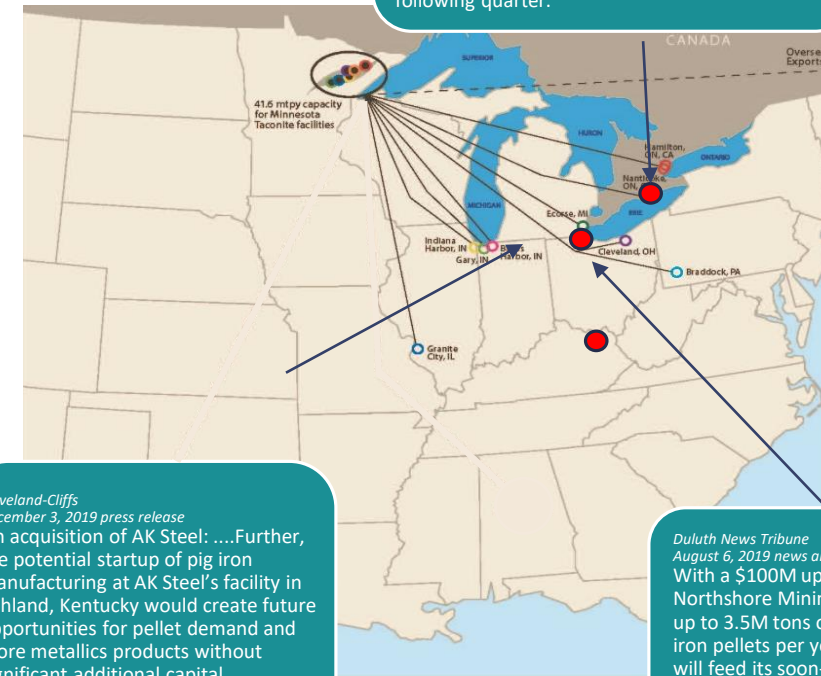 following quarter.
CANADA
Overse
Exports
SUPERIOR
41.6 mtpy capacity
for Minnesota
Taconite facilities
HURON
Hamilton,
ON, CA
ONTARIO
Nanticoke,
ON,
MICHIGAN
Ecorse, MI
ERIE
Indiana
Harbor, IN
Gary, IN
Harbor, IN
Cleveland, OH
Braddock, PA
Granite
City, IL
veland-Cliffs
cember 3, 2019 press release
n acquisition of AK Steel: ....Further,
e potential startup of pig iron
anufacturing at AK Steel's facility in
hland, Kentucky would create future
pportunities for pellet demand and
ore metallics products without
gnificant additional capital
Duluth News Tribune
August 6, 2019 news a
With a $100M up
Northshore Minin
up to 3.5M tons o
iron pellets per ye
will feed its soon-